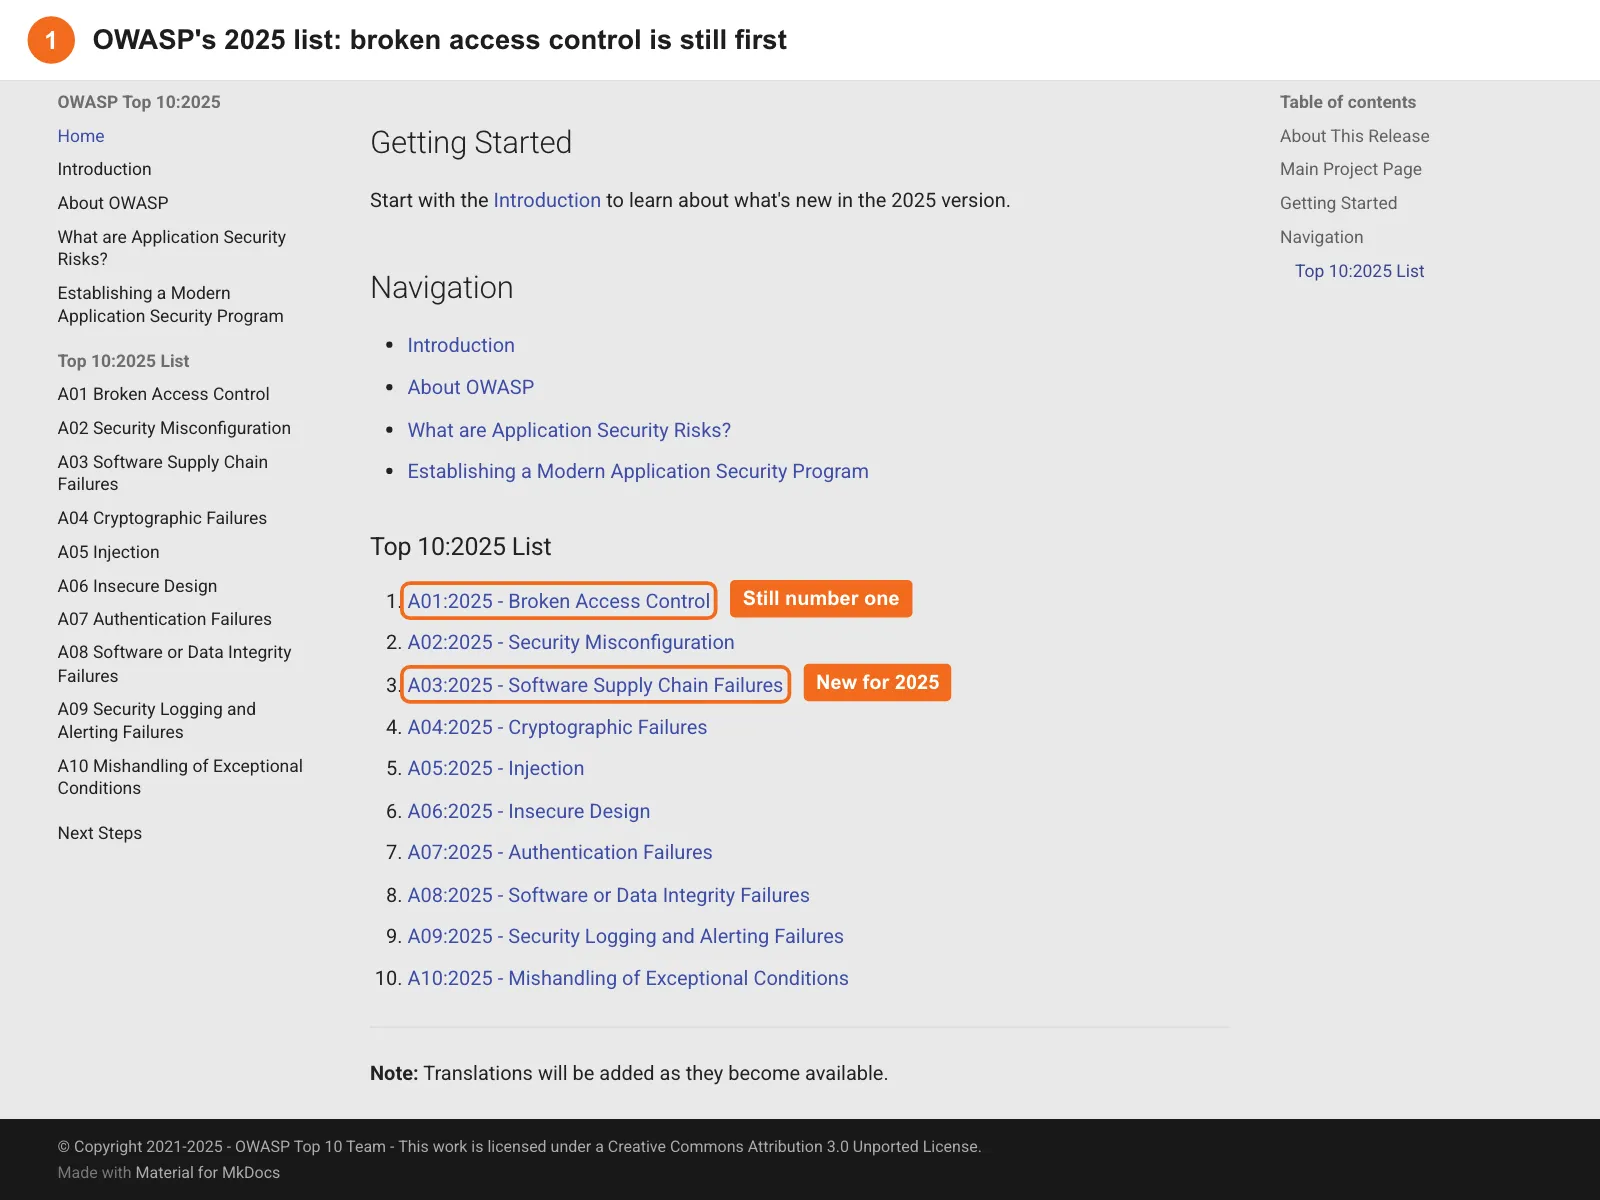 1
OWASP's 2025 list: broken access control is still first
OWASP Top 10:2025
Home
Introduction
About OWASP
What are Application Security
Risks?
Establishing a Modern
Application Security Program
Top 10:2025 List
A01 Broken Access Control
A02 Security Misconfiguration
A03 Software Supply Chain
Failures
A04 Cryptographic Failures
A05 Injection
A06 Insecure Design
A07 Authentication Failures
A08 Software or Data Integrity
Failures
A09 Security Logging and
Alerting Failures
A10 Mishandling of Exceptional
Conditions
Next Steps
Getting Started
Start with the Introduction to learn about what's new in the 2025 version.
Navigation
• Introduction
• About OWASP
• What are Application Security Risks?
• Establishing a Modern Application Security Program
Top 10:2025 List
1. A01:2025 - Broken Access Control Still number one
2. A02:2025 - Security Misconfiguration
3. A03:2025 - Software Supply Chain Failures New for 2025
4. A04:2025 - Cryptographic Failures
5. A05:2025 - Injection
6. A06:2025 - Insecure Design
7. A07:2025 - Authentication Failures
8. A08:2025 - Software or Data Integrity Failures
9. A09:2025 - Security Logging and Alerting Failures
10. A10:2025 - Mishandling of Exceptional Conditions
Note: Translations will be added as they become available.
Table of contents
About This Release
Main Project Page
Getting Started
Navigation
Top 10:2025 List
© Copyright 2021-2025 - OWASP Top 10 Team - This work is licensed under a Creative Commons Attribution 3.0 Unported License.
Made with Material for MkDocs